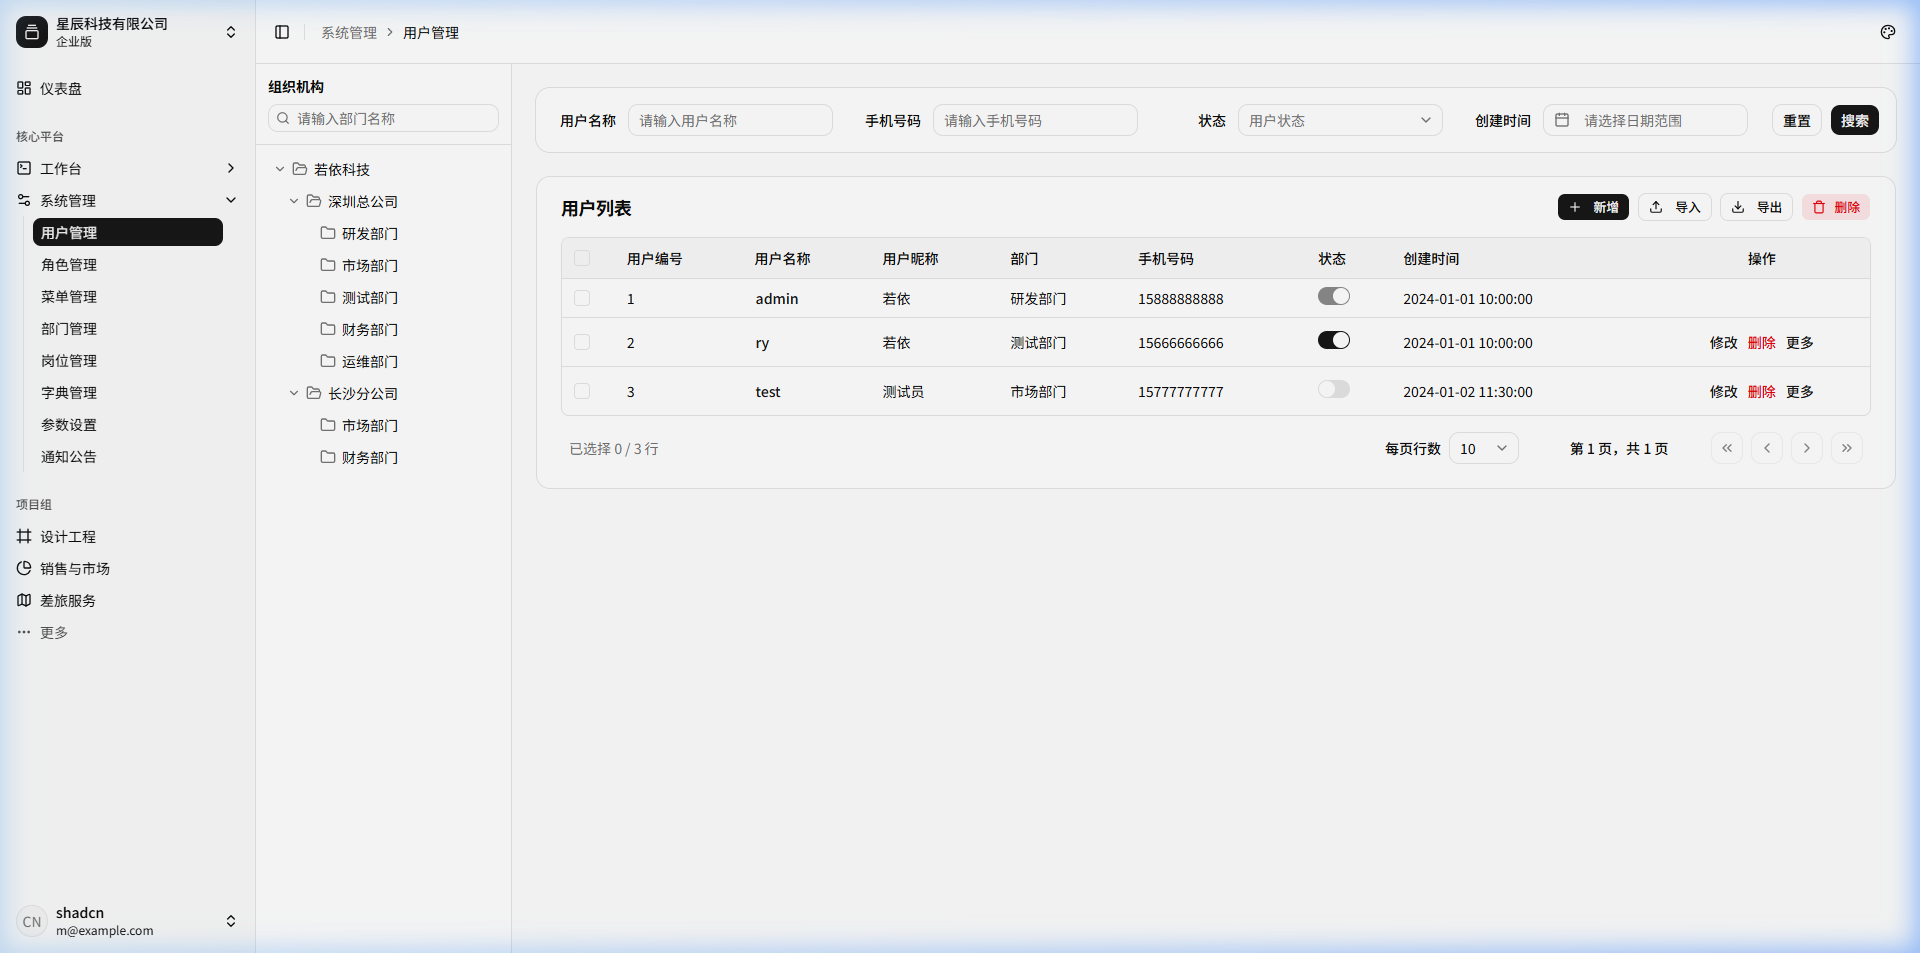 星辰科技有限公司
企业版
仪表盘
核心平台
工作台
系统管理
用户管理
角色管理
菜单管理
部门管理
岗位管理
字典管理
参数设置
通知公告
项目组
设计工程
销售与市场
差旅服务
更多
CN
shadcn
m@example.com
系统管理 用户管理
组织机构
请输入部门名称
若依科技
深圳总公司
研发部门
市场部门
测试部门
财务部门
运维部门
长沙分公司
市场部门
财务部门
用户名称 请输入用户名称 手机号码 请输入手机号码 状态 用户状态 创建时间 请选择日期范围 重置 搜索
用户列表 新增 导入 导出 删除
用户编号 用户名称 用户昵称 部门 手机号码 状态 创建时间 操作
1 admin 若依 研发部门 15888888888 2024-01-01 10:00:00
2 ry 若依 测试部门 15666666666 2024-01-01 10:00:00 修改 删除 更多
3 test 测试员 市场部门 15777777777 2024-01-02 11:30:00 修改 删除 更多
已选择 0 / 3 行 每页行数 10 第 1 页，共 1 页